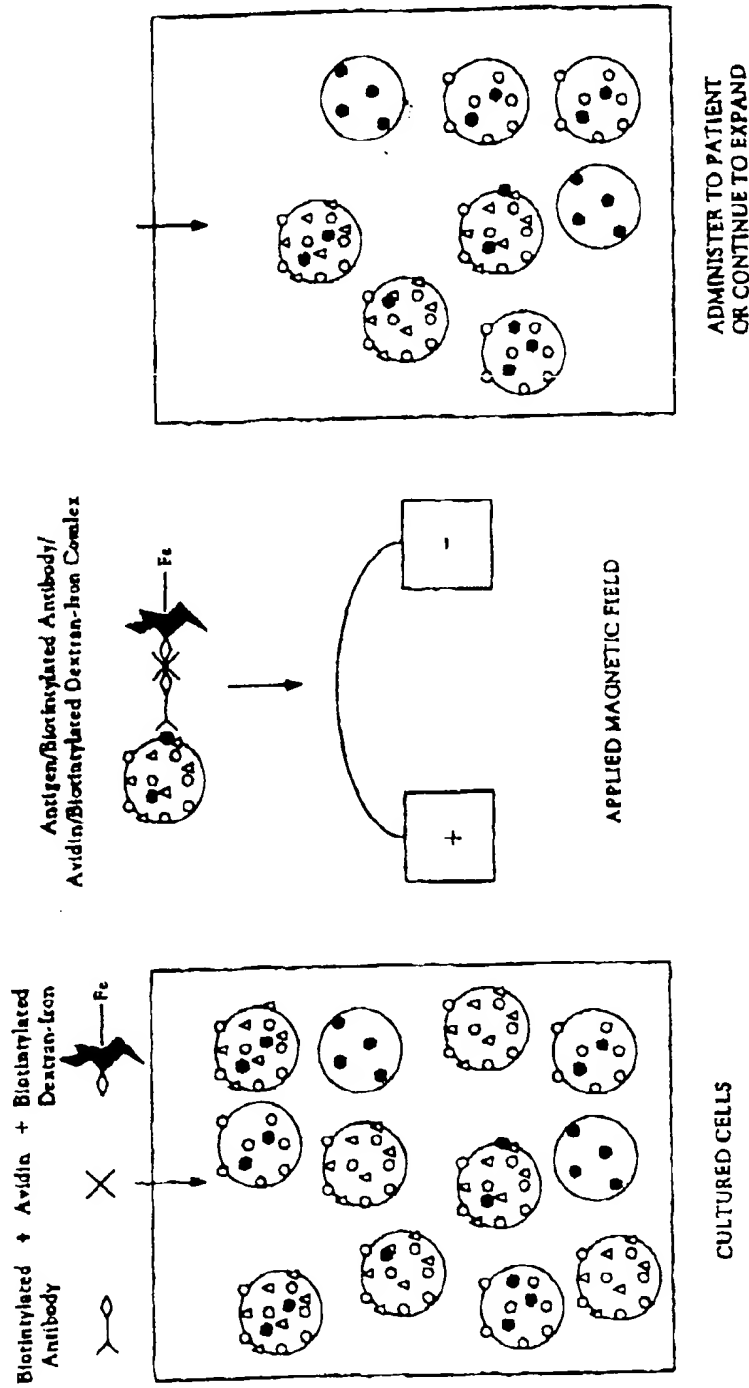 Biotinylated + Avidin + Biotinylated
Antibody
Dextran-Iron
Fe
CULTURED CELLS
Antigen/Biotinylated Antibody/
Avidin/Biotinylated Dextran-Iron Comlex
Fe
+
-
APPLIED MAGNETIC FIELD
ADMINISTER TO PATIENT
OR CONTINUE TO EXPAND